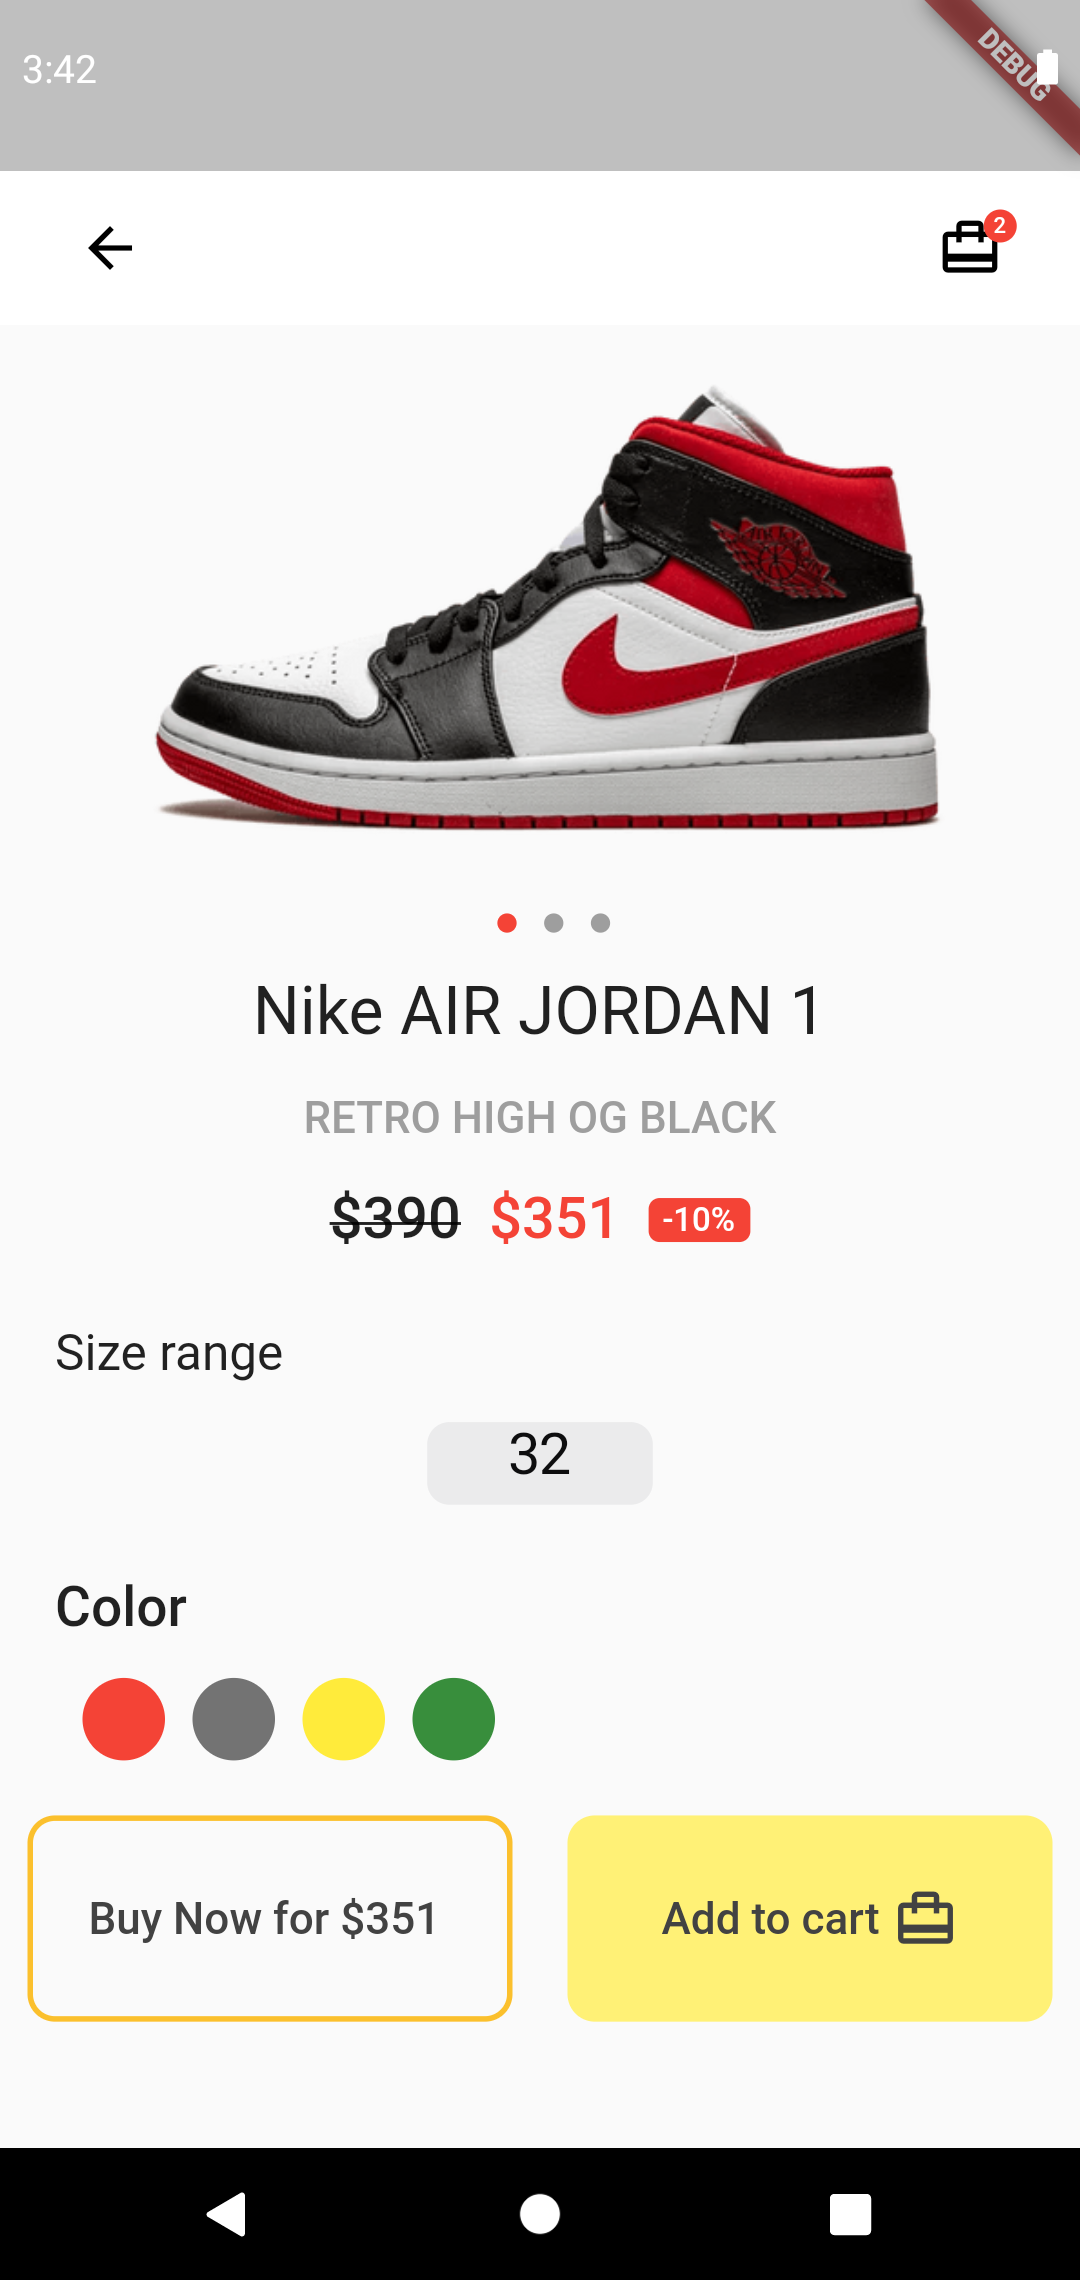 3:42
DEBUG
2
Nike AIR JORDAN 1
RETRO HIGH OG BLACK
$390 $351 -10%
Size range
32
Color
Buy Now for $351
Add to cart